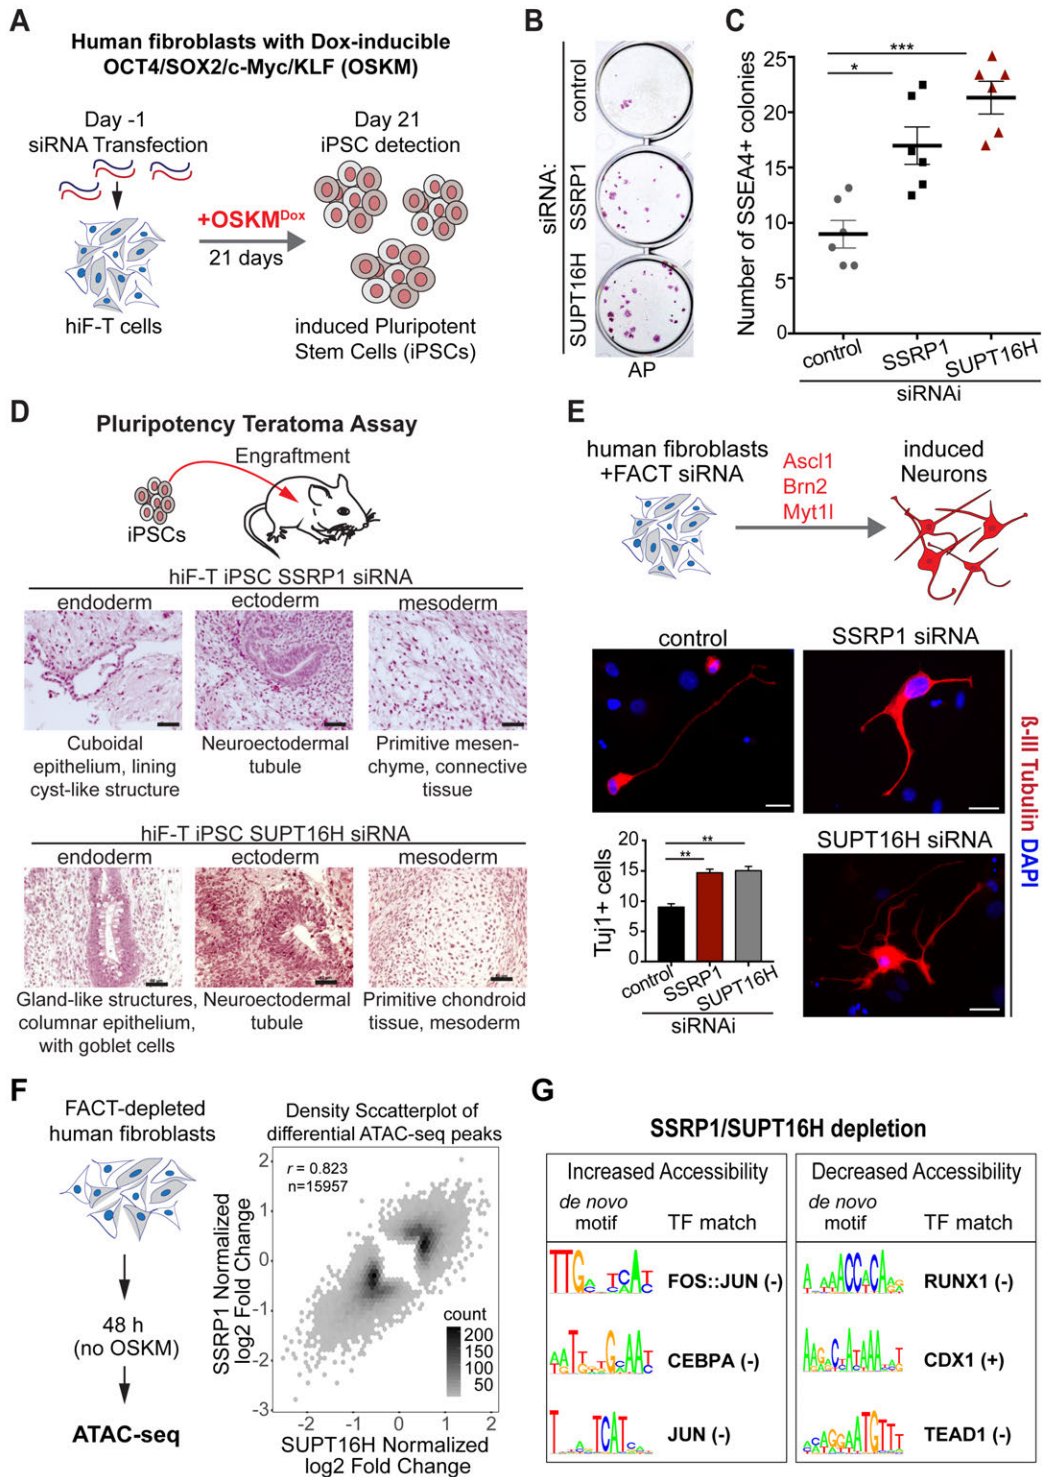 A
Human fibroblasts with Dox-inducible
OCT4/SOX2/c-Myc/KLF (OSKM)
Day -1
siRNA Transfection
Day 21
iPSC detection
+OSKMDox
21 days
hiF-T cells
induced Pluripotent
Stem Cells (iPSCs)
B
siRNA:
control
SSRP1
SUPT16H
AP
C
Number of SSEA4+ colonies
25
20
15
10
5
0
*
***
control
SSRP1
SUPT16H
siRNAi
D
Pluripotency Teratoma Assay
Engraftment
iPSCs
hiF-T iPSC SSRP1 siRNA
endoderm
ectoderm
mesoderm
Cuboidal
epithelium, lining
cyst-like structure
Neuroectodermal
tubule
Primitive mesen-
chyme, connective
tissue
hiF-T iPSC SUPT16H siRNA
endoderm
ectoderm
mesoderm
Gland-like structures,
columnar epithelium,
with goblet cells
Neuroectodermal
tubule
Primitive chondroid
tissue, mesoderm
E
human fibroblasts
+FACT siRNA
Ascl1
Brn2
Myt1l
induced
Neurons
control
SSRP1 siRNA
SUPT16H siRNA
ß-III Tubulin DAPI
Tuj1+ cells
20
15
10
5
0
**
**
control
SSRP1
SUPT16H
siRNAi
F
FACT-depleted
human fibroblasts
48 h
(no OSKM)
ATAC-seq
Density Sccatterplot of
differential ATAC-seq peaks
r = 0.823
n=15957
SSRP1 Normalized
log2 Fold Change
2
1
0
-1
-2
-3
count
200
150
100
50
-2 -1 0 1 2
SUPT16H Normalized
log2 Fold Change
G
SSRP1/SUPT16H depletion
Increased Accessibility
de novo
motif
TF match
FOS::JUN (-)
CEBPA (-)
JUN (-)
Decreased Accessibility
de novo
motif
TF match
RUNX1 (-)
CDX1 (+)
TEAD1 (-)